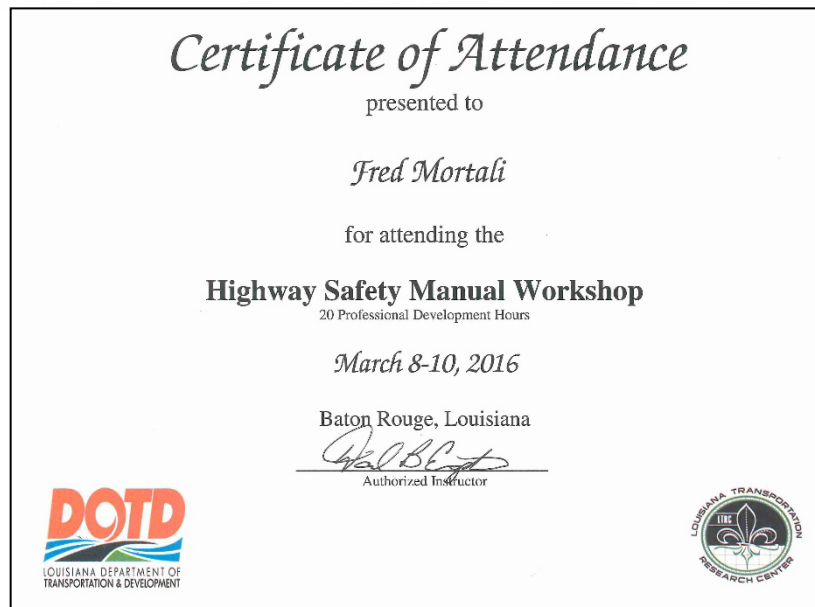 Certificate of Attendance
presented to
Fred Mortali
for attending the
Highway Safety Manual Workshop
20 Professional Development Hours
March 8-10, 2016
Baton Rouge, Louisiana
Authorized Instructor
DOTD
LOUISIANA DEPARTMENT OF
TRANSPORTATION & DEVELOPMENT
LOUISIANA TRANSPORTATION
LTRC
RESEARCH CENTER